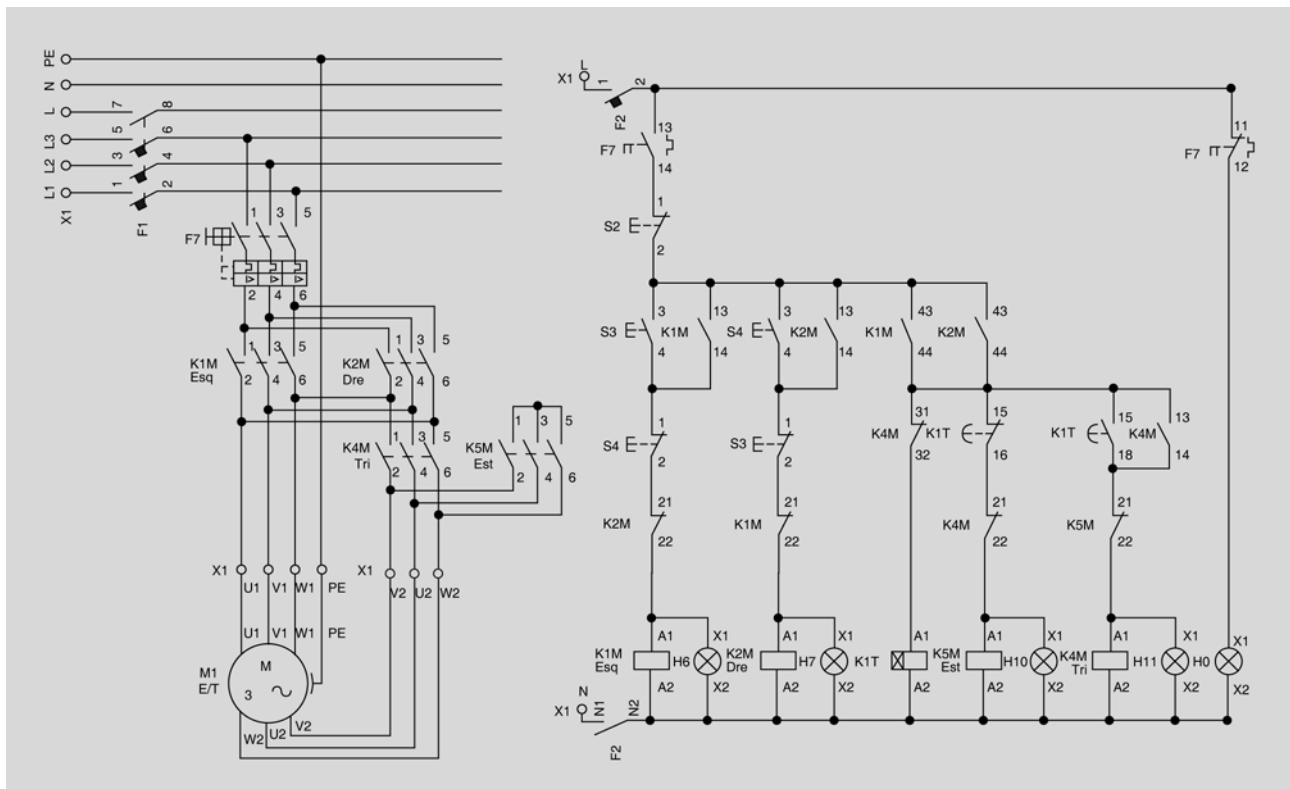 PE
N
L 7 8
L3 5 6
L2 3 4
L1 1 2
X1
F1
1 3 5
F7
2 4 6
1 3 5
K1M
Esq
2 4 6
1 3 5
K2M
Dre
2 4 6
1 3 5
K4M
Tri
2 4 6
1 3 5
K5M
Est
2 4 6
X1
U1 V1 W1 PE
X1
V2 U2 W2
U1 V1 W1 PE
M1
E/T
M
3
W2 U2 V2
L
X1 1 2
F2
13
F7
14
11
F7
12
1
S2
2
3 13 3 13 43 43
S3 K1M S4 K2M K1M K2M
4 14 4 14 44 44
1 1 31 15 15 13
S4 S3 K4M K1T K1T K4M
2 2 32 16 18 14
21 21 21 21
K2M K1M K4M K5M
22 22 22 22
A1 X1 A1 X1 A1 A1 X1 A1 X1 X1
K1M
Esq
H6 K2M
Dre
H7 K1T K5M
Est
H10 K4M
Tri
H11 H0
A2 X2 A2 X2 A2 A2 X2 A2 X2 X2
N
X1 N1 N2
F2